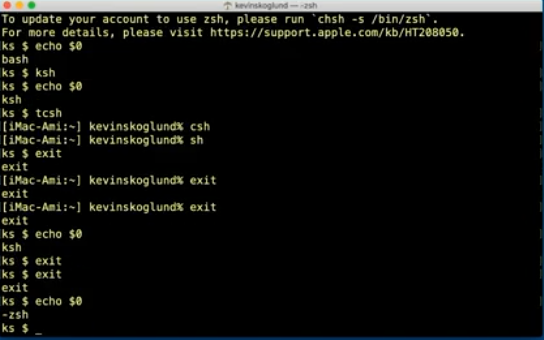 kevinskoglund — -zsh
To update your account to use zsh, please run `chsh -s /bin/zsh`.
For more details, please visit https://support.apple.com/kb/HT208050.
ks $ echo $0
bash
ks $ ksh
ks $ echo $0
ksh
ks $ tcsh
[iMac-Ami:~] kevinskoglund% csh
[iMac-Ami:~] kevinskoglund% sh
ks $ exit
exit
[iMac-Ami:~] kevinskoglund% exit
exit
[iMac-Ami:~] kevinskoglund% exit
exit
ks $ echo $0
ksh
ks $ exit
ks $ exit
exit
ks $ echo $0
-zsh
ks $ _